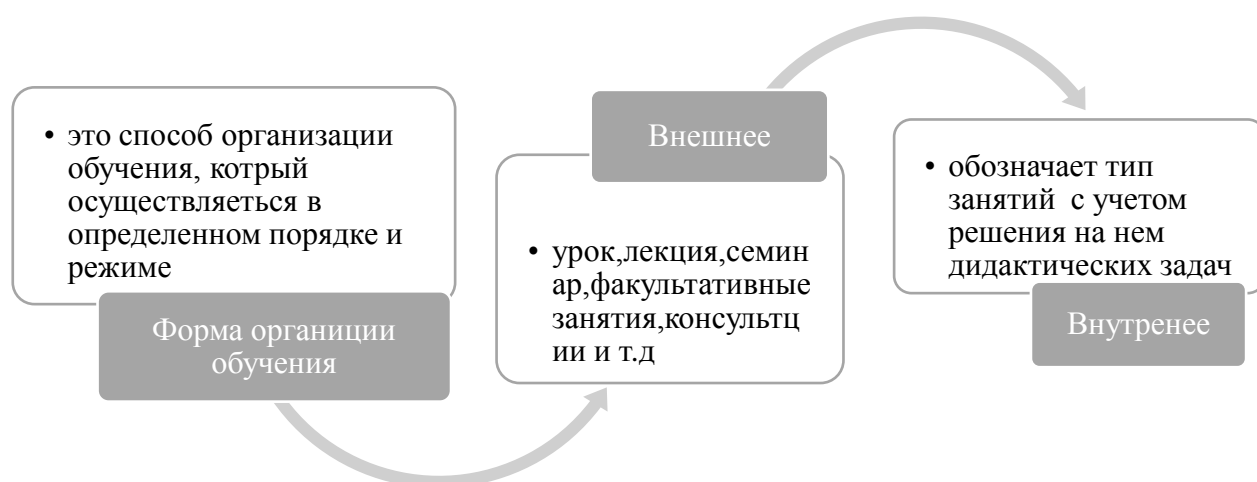 • это способ организации
обучения, котрый
осуществляеться в
определенном порядке и
режиме
Форма органиции
обучения
Внешнее
• урок,лекция,семин
ар,факультативные
занятия,консультц
ии и т.д
• обозначает тип
занятий с учетом
решения на нем
дидактических задач
Внутренее